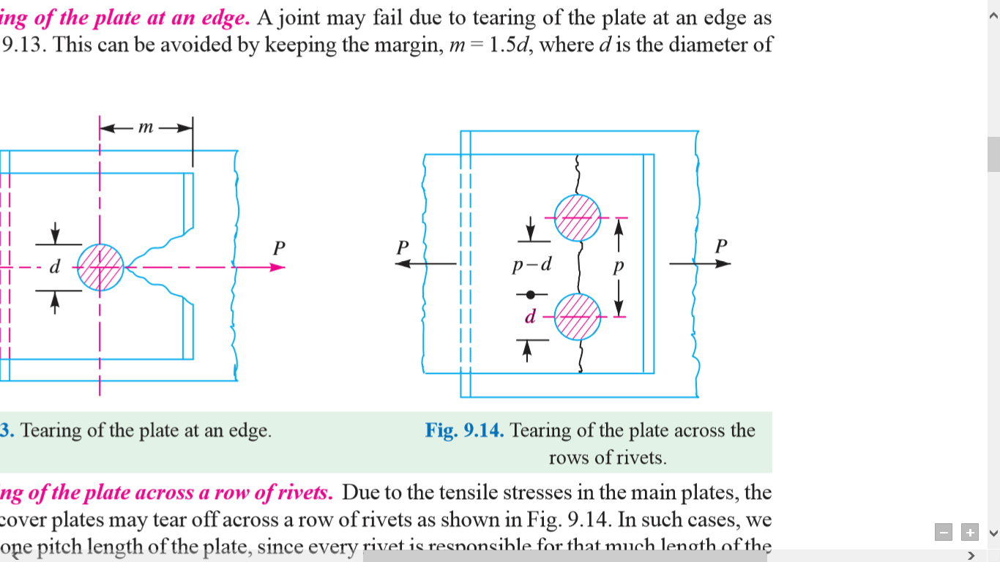 ing of the plate at an edge. A joint may fail due to tearing of the plate at an edge as
9.13. This can be avoided by keeping the margin, m = 1.5d, where d is the diameter of
m
d
P
P
p–d
d
p
P
3. Tearing of the plate at an edge.
Fig. 9.14. Tearing of the plate across the
rows of rivets.
ng of the plate across a row of rivets. Due to the tensile stresses in the main plates, the
cover plates may tear off across a row of rivets as shown in Fig. 9.14. In such cases, we
one pitch length of the plate, since every rivet is responsible for that much length of the